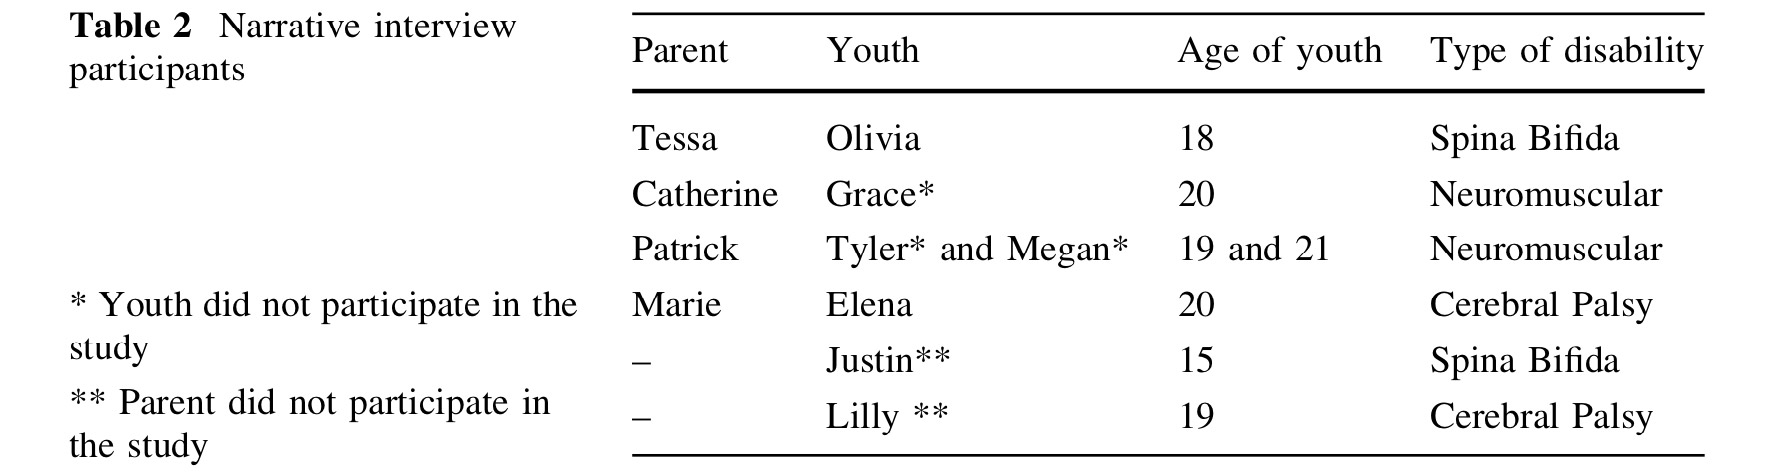 Table 2 Narrative interview
participants
Parent Youth Age of youth Type of disability
Tessa Olivia 18 Spina Bifida
Catherine Grace* 20 Neuromuscular
Patrick Tyler* and Megan* 19 and 21 Neuromuscular
Marie Elena 20 Cerebral Palsy
– Justin** 15 Spina Bifida
– Lilly ** 19 Cerebral Palsy
* Youth did not participate in the
study
** Parent did not participate in
the study